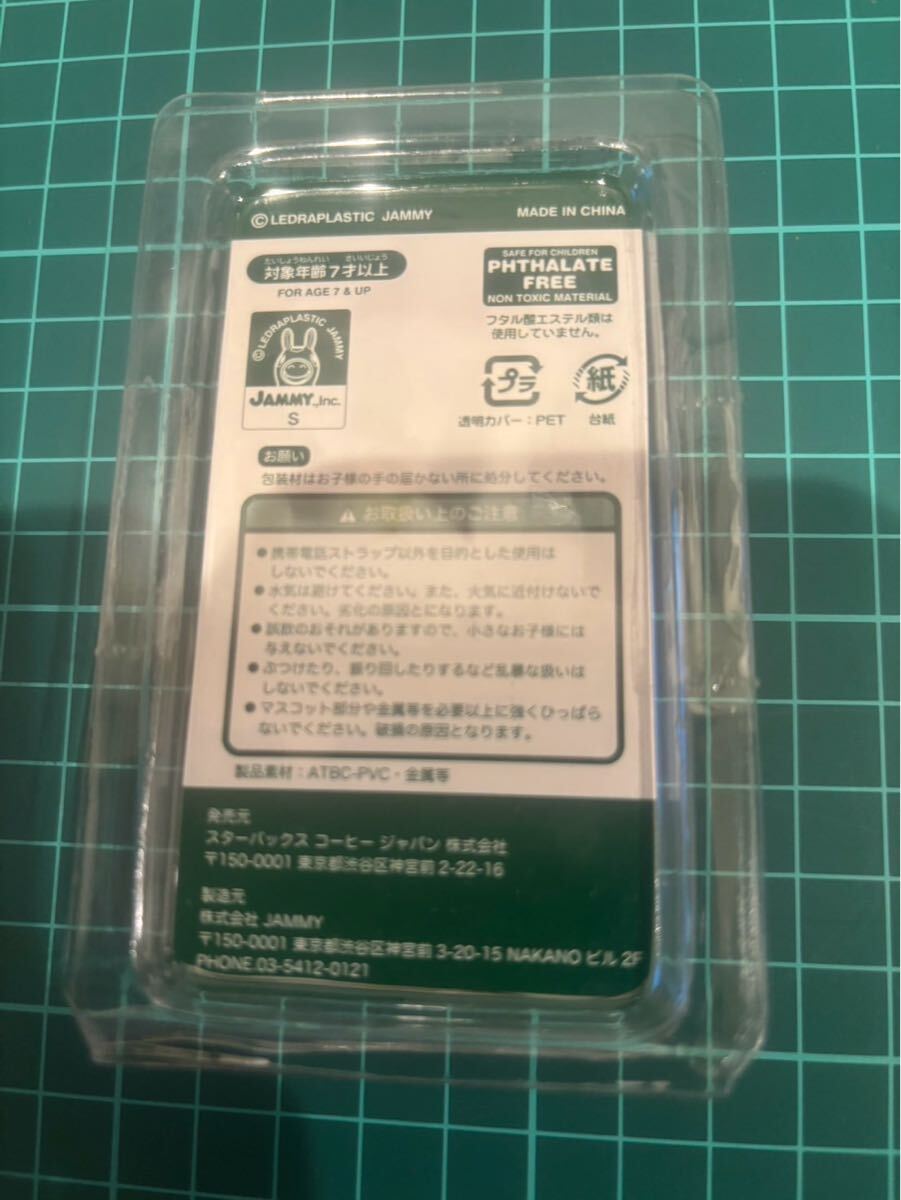 © LEDRAPLASTIC JAMMY
MADE IN CHINA
たいしょうねんれい さいいじょう
対象年齢7才以上
FOR AGE 7 & UP
SAFE FOR CHILDREN
PHTHALATE
FREE
NON TOXIC MATERIAL
フタル酸エステル類は
使用していません。
© LEDRAPLASTIC JAMMY
JAMMY.,Inc.
S
プラ
紙
透明カバー:PET
台紙
お願い
包装材はお子様の手の届かない所に処分してください。
お取扱い上のご注意
●携帯電話ストラップ以外を目的とした使用は
しないでください。
●水気は避けてください。また、火気に近付けないで
ください。劣化の原因とになります。
●誤飲のおそれがありますので、小さなお子様には
与えないでください。
●ぶつけたり、振り回したりするなど乱暴な扱いは
しないでください。
●マスコット部分や金属等を必要以上に強くひっぱら
ないでください。破損の原因となります。
製品素材:ATBC-PVC・金属等
発売元
スターバックス コーヒー ジャパン 株式会社
〒150-0001 東京都渋谷区神宮前 2-22-16
製造元
株式会社 JAMMY
〒150-0001 東京都渋谷区神宮前 3-20-15 NAKANO ビル 2F
PHONE.03-5412-0121